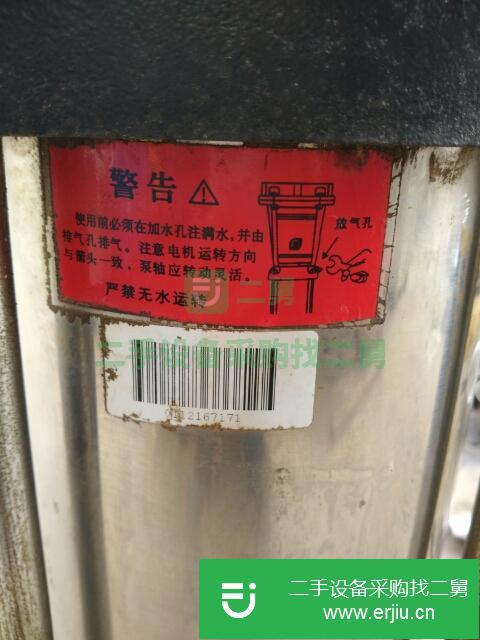 警告
放气孔
使用前必须在加水孔注满水，并由
排气孔排气。注意电机运转方向
与箭头一致，泵轴应转动灵活。
严禁无水运转
二舅
二手设备采购找二舅
0112167171
二手设备采购找二舅
www.erjiu.cn